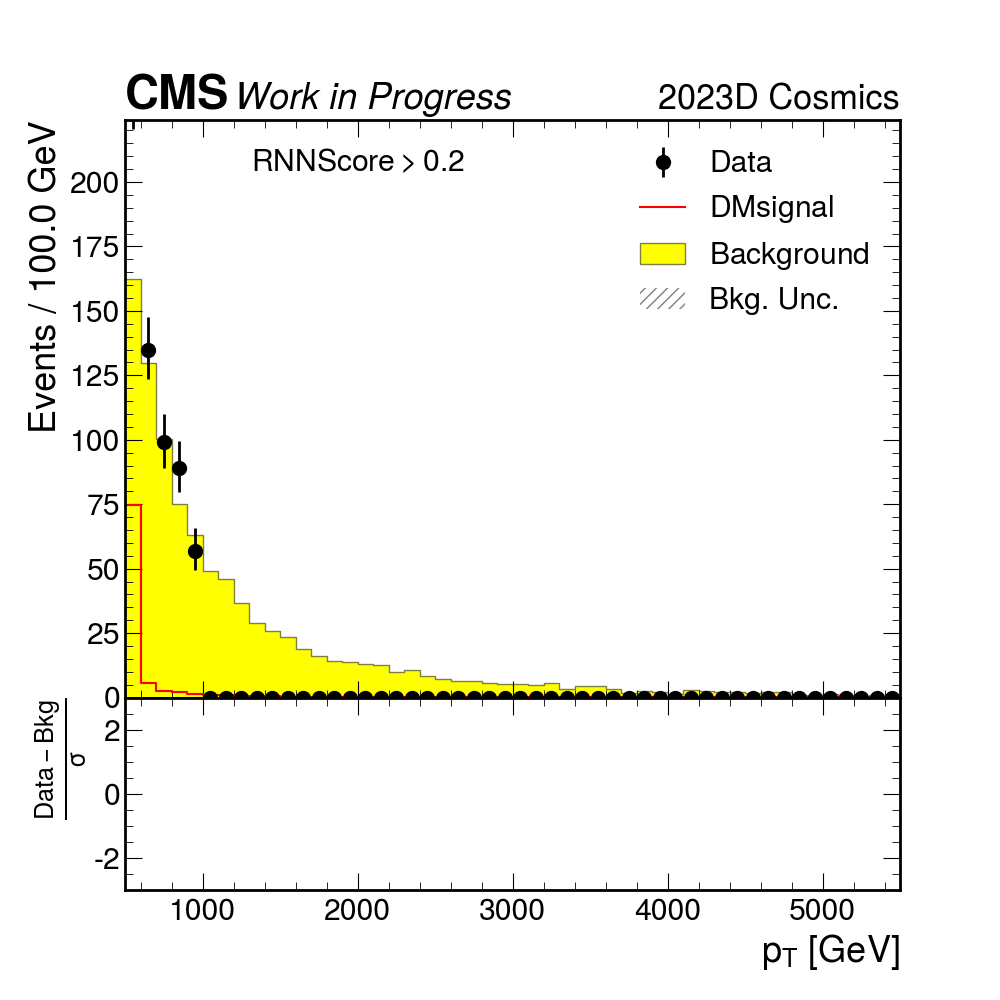 CMS Work in Progress 2023D Cosmics
RNNScore > 0.2
Data
DMsignal
Background
Bkg. Unc.
Events / 100.0 GeV
200
175
150
125
100
75
50
25
0
Data – Bkg
σ
2
0
-2
1000 2000 3000 4000 5000
pT [GeV]